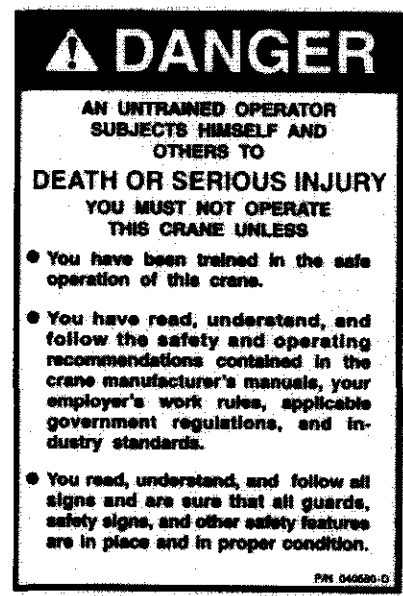 DANGER
AN UNTRAINED OPERATOR
SUBJECTS HIMSELF AND
OTHERS TO
DEATH OR SERIOUS INJURY
YOU MUST NOT OPERATE
THIS CRANE UNLESS
● You have been trained in the safe
operation of this crane.
● You have read, understand, and
follow the safety and operating
recommendations contained in the
crane manufacturer's manuals, your
employer's work rules, applicable
government regulations, and in-
dustry standards.
● You read, understand, and follow all
signs and are sure that all guards,
safety signs, and other safety features
are in place and in proper condition.
P/N